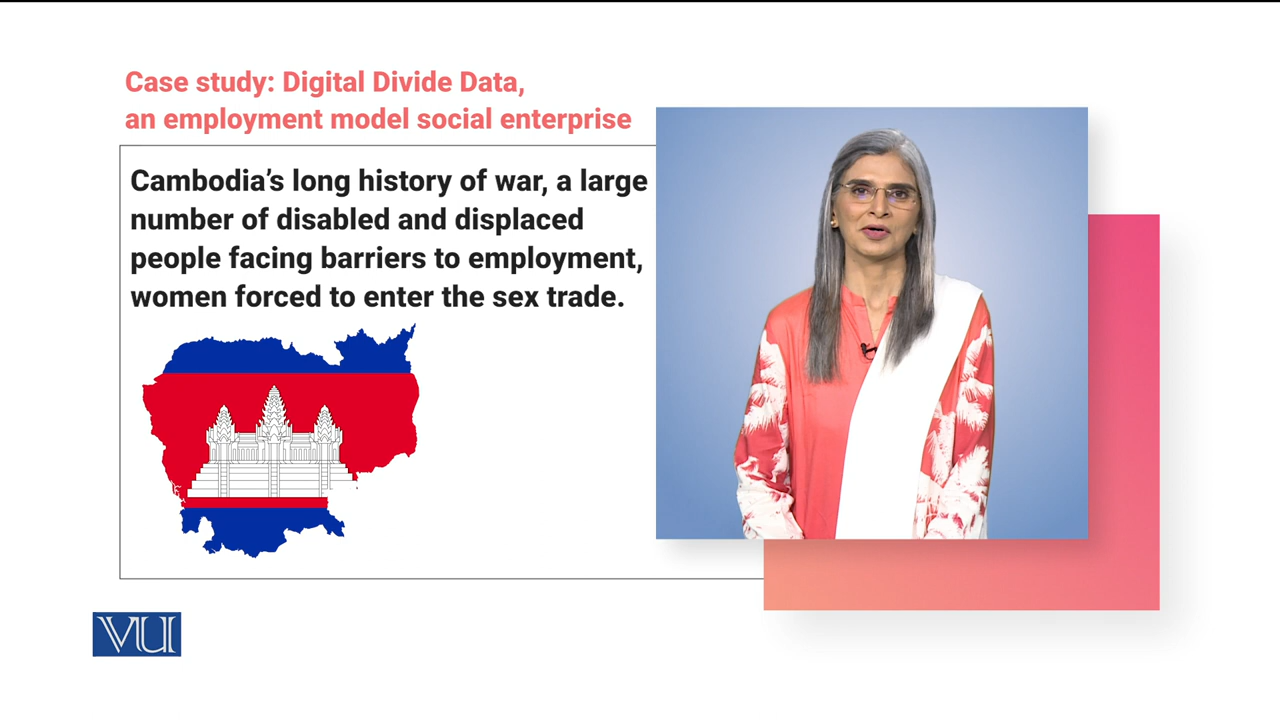 Case study: Digital Divide Data,
an employment model social enterprise
Cambodia’s long history of war, a large
number of disabled and displaced
people facing barriers to employment,
women forced to enter the sex trade.
VU